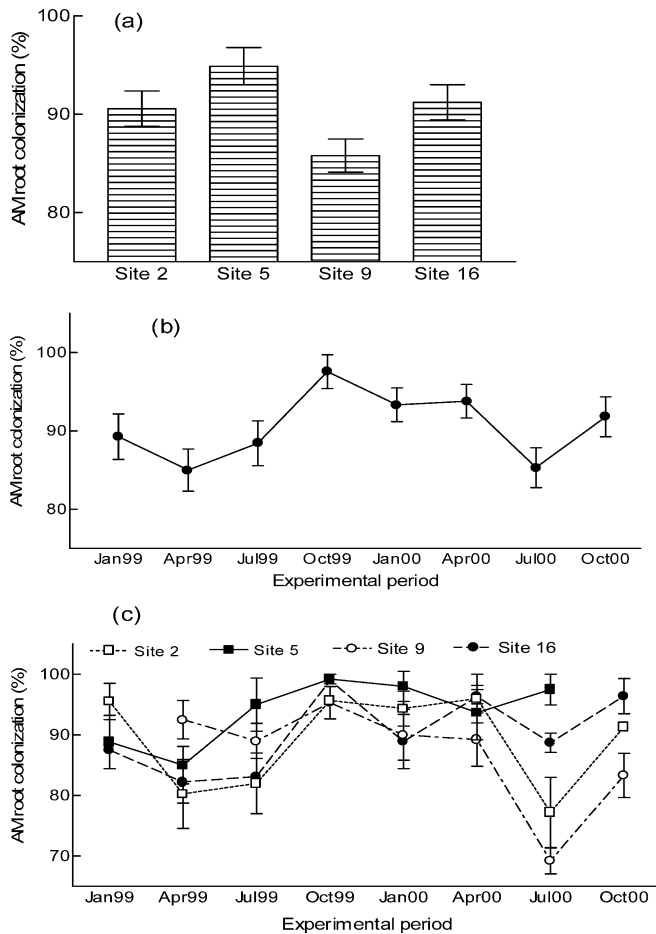 (a)
AM root colonization (%)
100
90
80
Site 2 Site 5 Site 9 Site 16
(b)
AM root colonization (%)
100
90
80
Jan99 Apr99 Jul99 Oct99 Jan00 Apr00 Jul00 Oct00
Experimental period
(c)
Site 2 Site 5 Site 9 Site 16
AM root colonization (%)
100
90
80
70
Jan99 Apr99 Jul99 Oct99 Jan00 Apr00 Jul00 Oct00
Experimental period